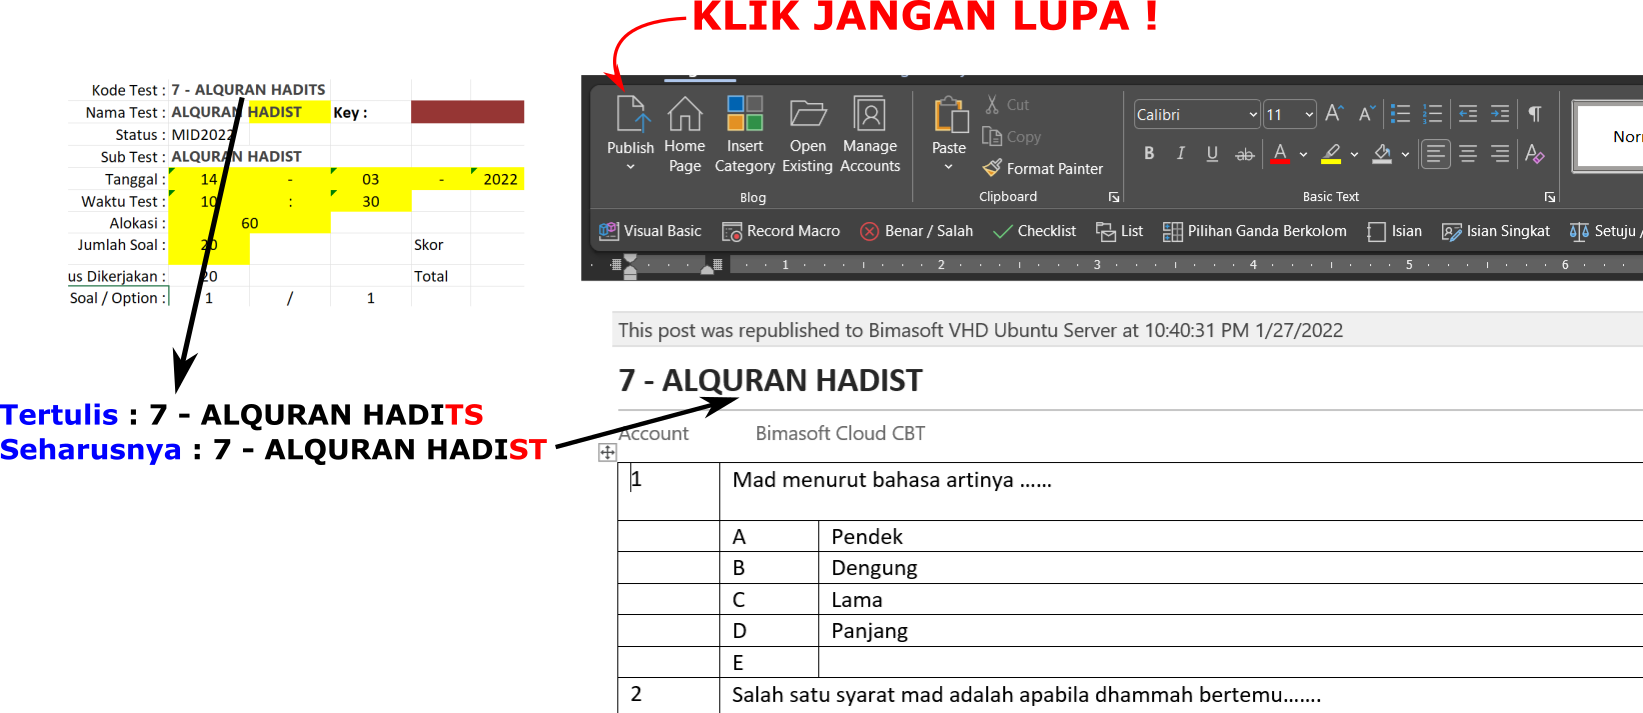 KLIK JANGAN LUPA !
Kode Test : 7 - ALQURAN HADITS
Nama Test : ALQURAN HADIST Key :
Status : MID2022
Sub Test : ALQURAN HADIST
Tanggal : 14 - 03 - 2022
Waktu Test : 10 : 30
Alokasi : 60
Jumlah Soal : 20 Skor
us Dikerjakan : 20 Total
Soal / Option : 1 / 1
Tertulis : 7 - ALQURAN HADITS
Seharusnya : 7 - ALQURAN HADIST
Publish
Home Page
Insert Category
Open Existing
Manage Accounts
Blog
Paste
Cut
Copy
Format Painter
Clipboard
Calibri 11
B I U ab A
Basic Text
Nor
Visual Basic Record Macro Benar / Salah Checklist List Pilihan Ganda Berkolom Isian Isian Singkat Setuju /
1 2 3 4 5 6
This post was republished to Bimasoft VHD Ubuntu Server at 10:40:31 PM 1/27/2022
7 - ALQURAN HADIST
Account Bimasoft Cloud CBT
1 Mad menurut bahasa artinya ......
A Pendek
B Dengung
C Lama
D Panjang
E
2 Salah satu syarat mad adalah apabila dhammah bertemu.......